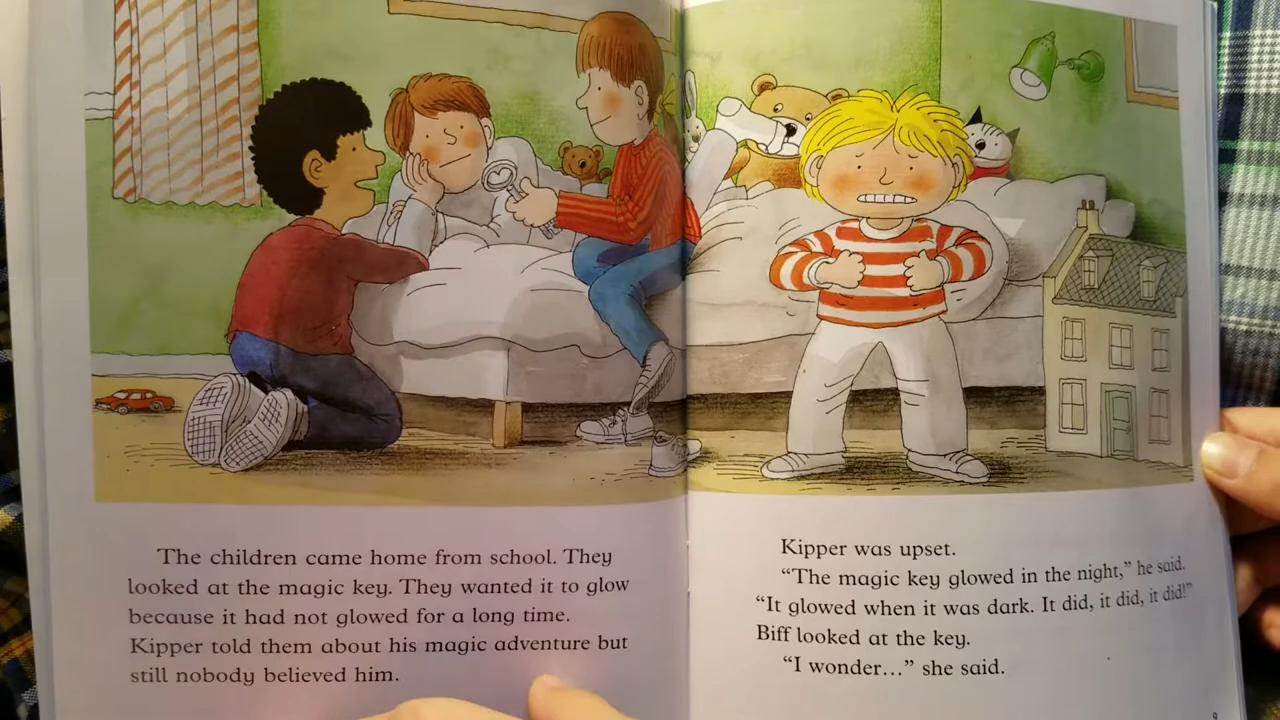 The children came home from school. They
looked at the magic key. They wanted it to glow
because it had not glowed for a long time.
Kipper told them about his magic adventure but
still nobody believed him.
Kipper was upset.
“The magic key glowed in the night,” he said.
“It glowed when it was dark. It did, it did, it did!”
Biff looked at the key.
“I wonder…” she said.
9